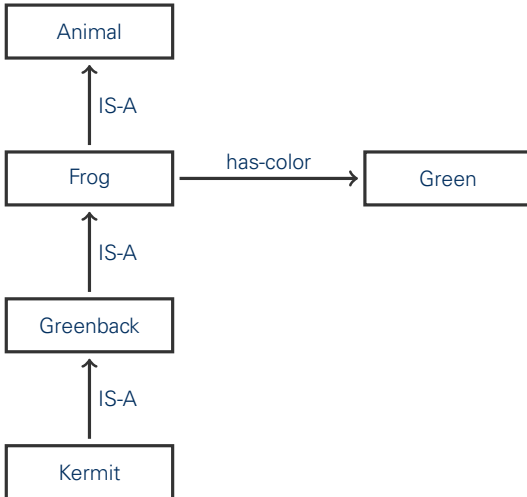 Animal
IS-A
Frog
has-color
Green
IS-A
Greenback
IS-A
Kermit